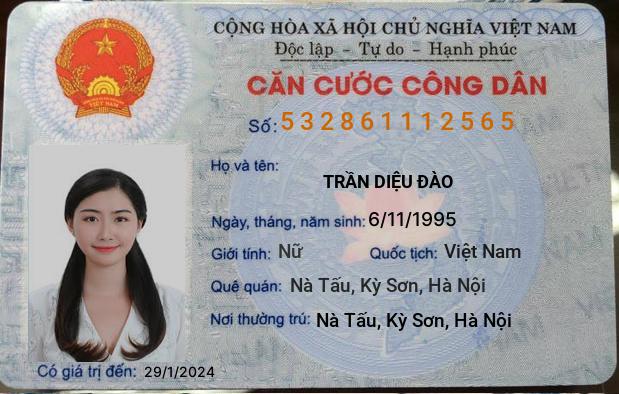 CỘNG HÒA XÃ HỘI CHỦ NGHĨA VIỆT NAM
Độc lập - Tự do - Hạnh phúc
CĂN CƯỚC CÔNG DÂN
Số: 532861112565
Họ và tên:
TRẦN DIỆU ĐÀO
Ngày, tháng, năm sinh: 6/11/1995
Giới tính: Nữ Quốc tịch: Việt Nam
Quê quán: Nà Tấu, Kỳ Sơn, Hà Nội
Nơi thường trú: Nà Tấu, Kỳ Sơn, Hà Nội
Có giá trị đến: 29/1/2024